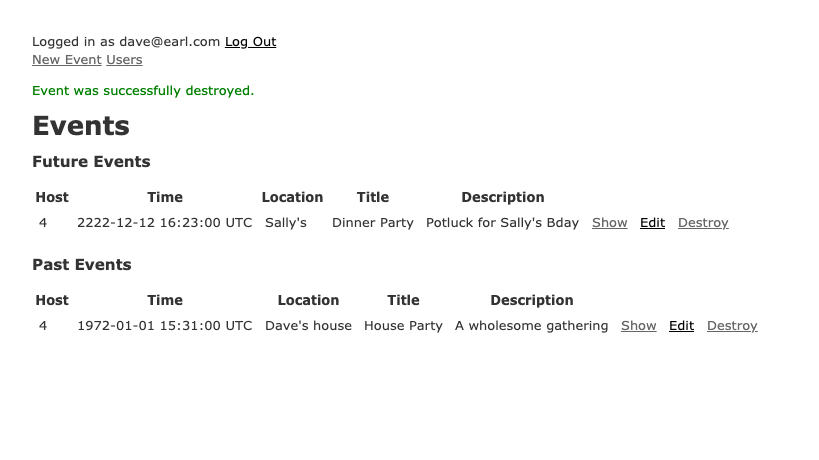 Logged in as dave@earl.com Log Out
New Event Users
Event was successfully destroyed.
Events
Future Events
Host Time Location Title Description
4 2222-12-12 16:23:00 UTC Sally's Dinner Party Potluck for Sally's Bday Show Edit Destroy
Past Events
Host Time Location Title Description
4 1972-01-01 15:31:00 UTC Dave's house House Party A wholesome gathering Show Edit Destroy